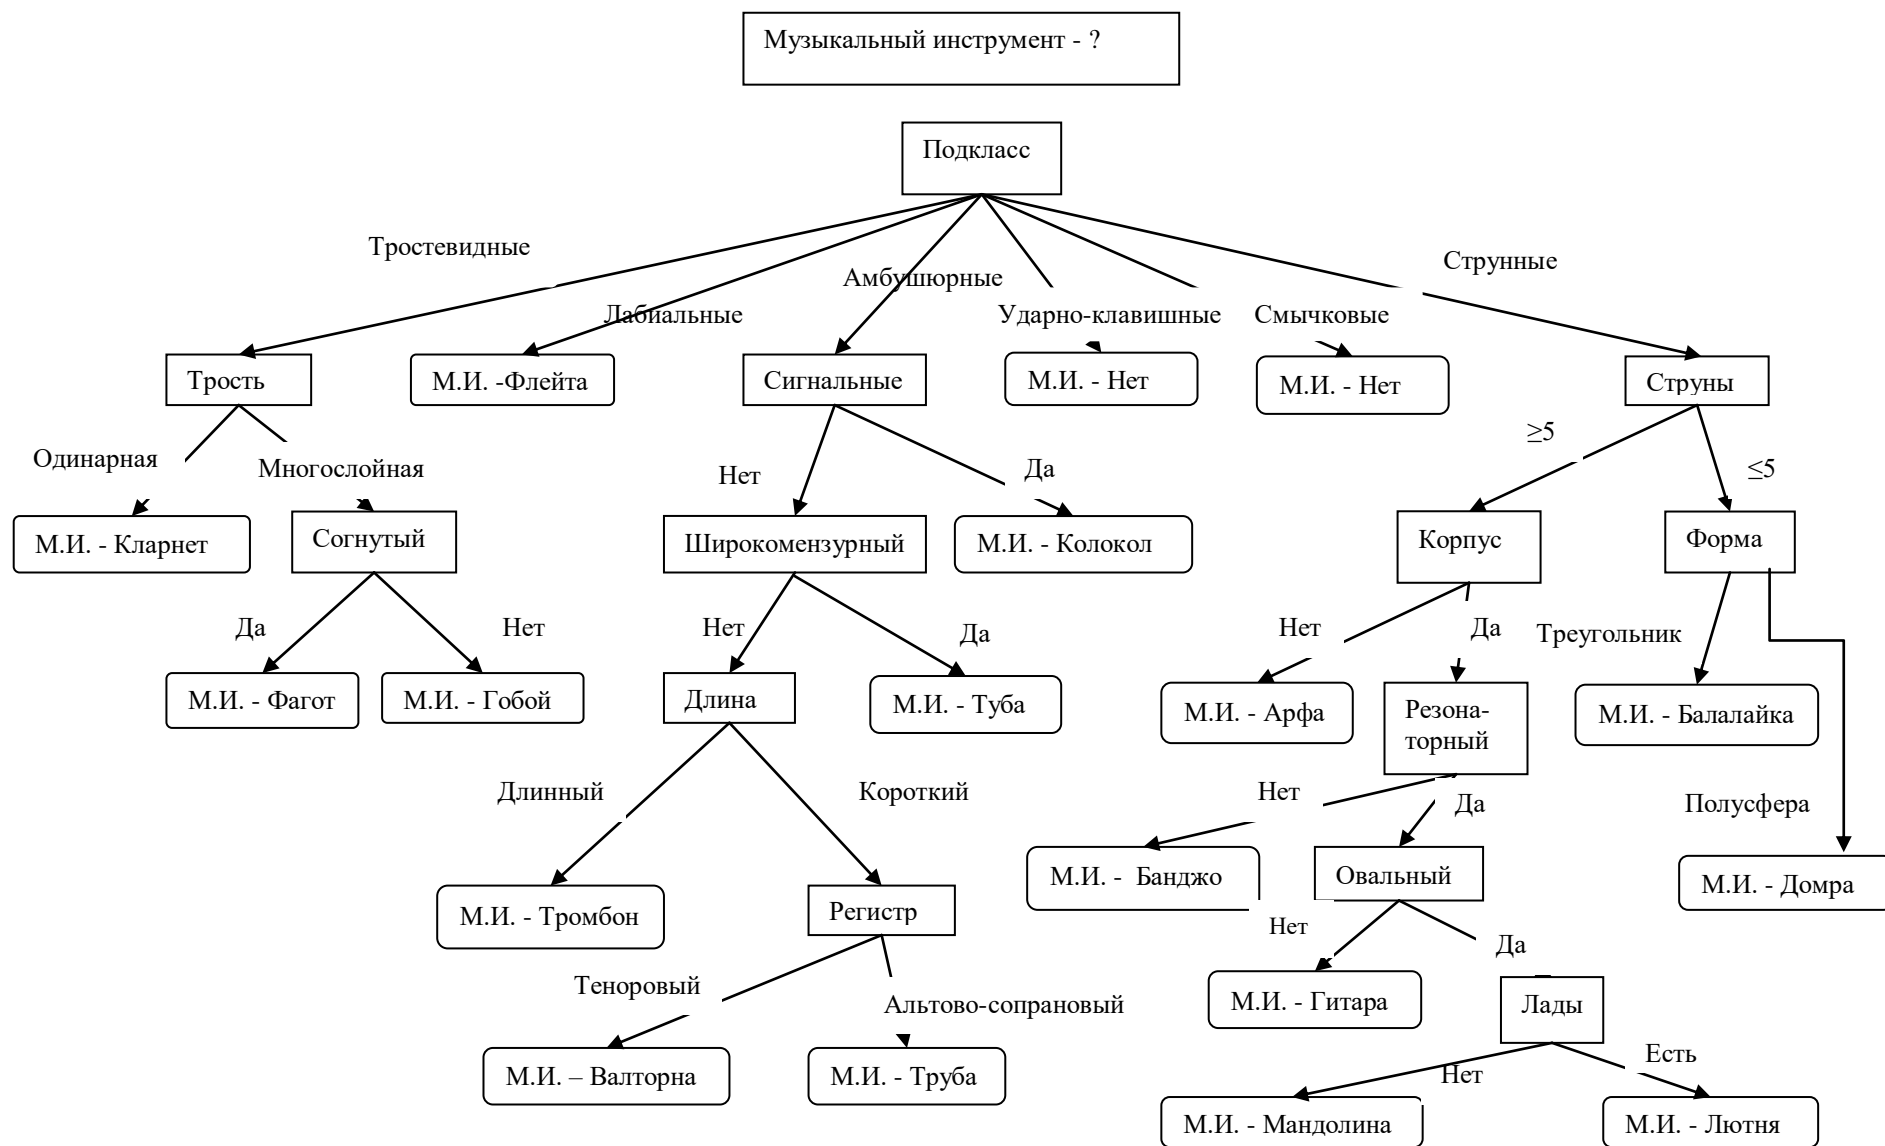 Музыкальный инструмент - ?
Подкласс
Тростевидные
Струнные
Амбушюрные
Лабиальные
Ударно-клавишные
Смычковые
Трость
М.И. -Флейта
Сигнальные
М.И. - Нет
М.И. - Нет
Струны
Одинарная
Многослойная
Нет
Да
≥5
≤5
М.И. - Кларнет
Согнутый
Широкомензурный
М.И. - Колокол
Корпус
Форма
Да
Нет
Нет
Да
Нет
Да
Треугольник
М.И. - Фагот
М.И. - Гобой
Длина
М.И. - Туба
М.И. - Арфа
Резона-
торный
М.И. - Балалайка
Длинный
Короткий
Нет
Да
Полусфера
М.И. - Банджо
Овальный
М.И. - Домра
М.И. - Тромбон
Регистр
Нет
Да
Теноровый
Альтово-сопрановый
М.И. - Гитара
Лады
М.И. – Валторна
М.И. - Труба
Нет
Есть
М.И. - Мандолина
М.И. - Лютня